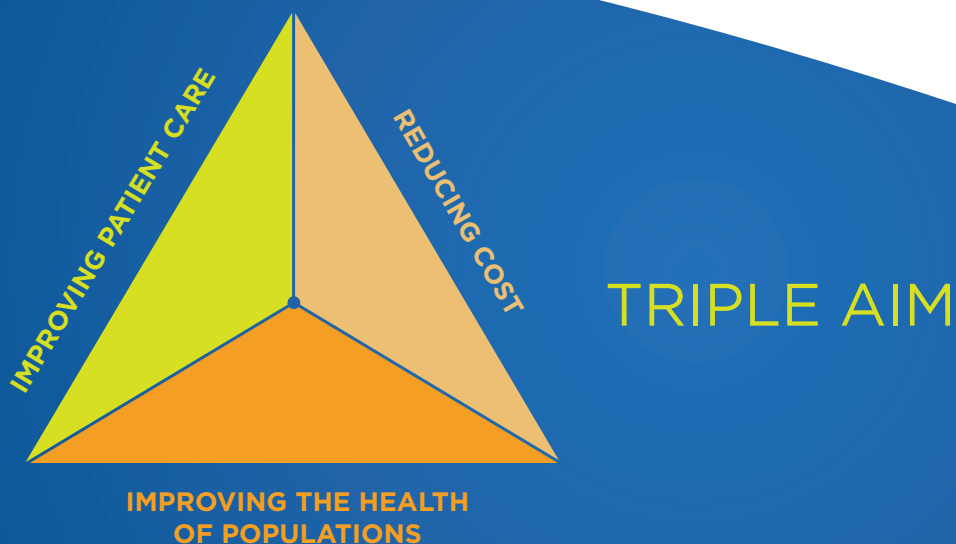 IMPROVING PATIENT CARE
REDUCING COST
TRIPLE AIM
IMPROVING THE HEALTH
OF POPULATIONS